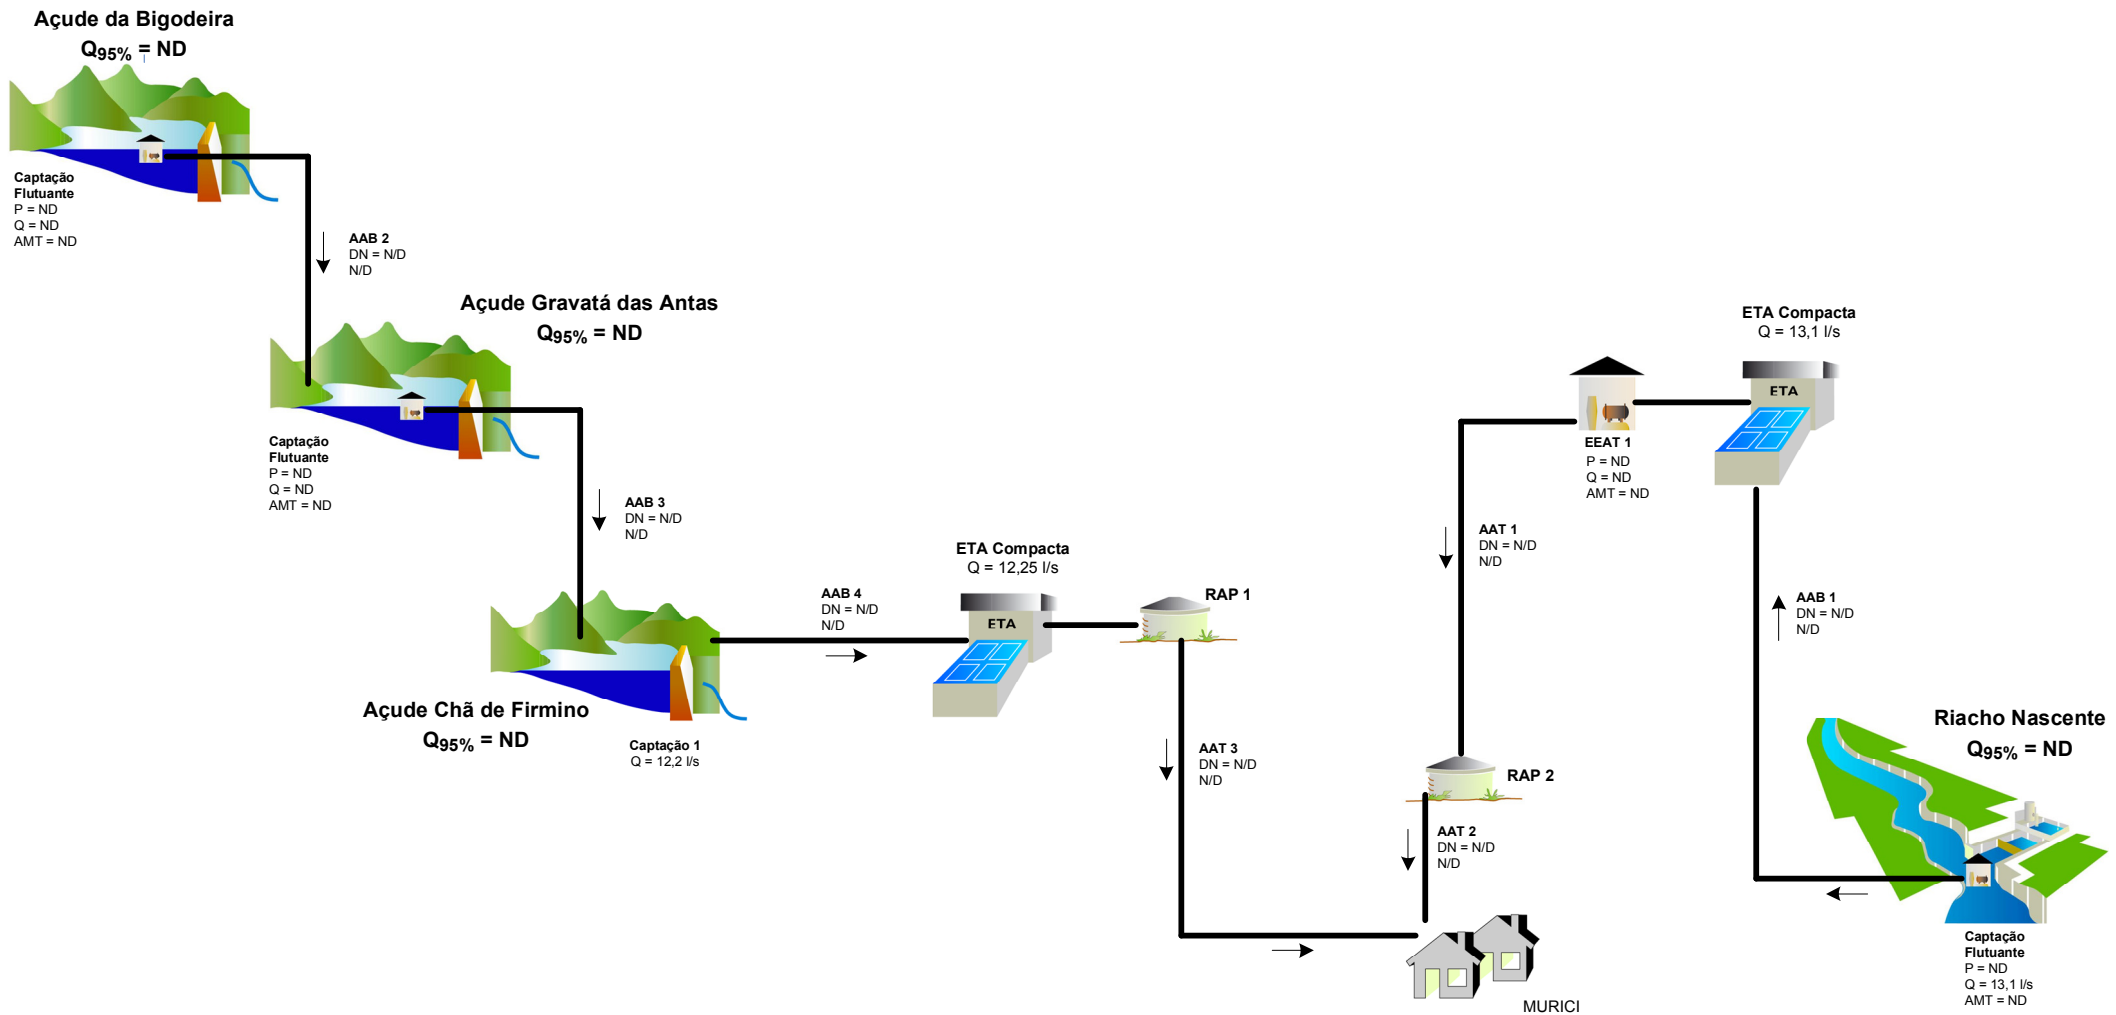 Açude da Bigodeira
Q95% = ND
Captação
Flutuante
P = ND
Q = ND
AMT = ND
AAB 2
DN = N/D
N/D
Açude Gravatá das Antas
Q95% = ND
Captação
Flutuante
P = ND
Q = ND
AMT = ND
AAB 3
DN = N/D
N/D
Açude Chã de Firmino
Q95% = ND
Captação 1
Q = 12,2 l/s
AAB 4
DN = N/D
N/D
ETA Compacta
Q = 12,25 l/s
ETA
RAP 1
AAT 3
DN = N/D
N/D
ETA Compacta
Q = 13,1 l/s
ETA
EEAT 1
P = ND
Q = ND
AMT = ND
AAT 1
DN = N/D
N/D
AAB 1
DN = N/D
N/D
RAP 2
AAT 2
DN = N/D
N/D
Riacho Nascente
Q95% = ND
Captação
Flutuante
P = ND
Q = 13,1 l/s
AMT = ND
MURICI